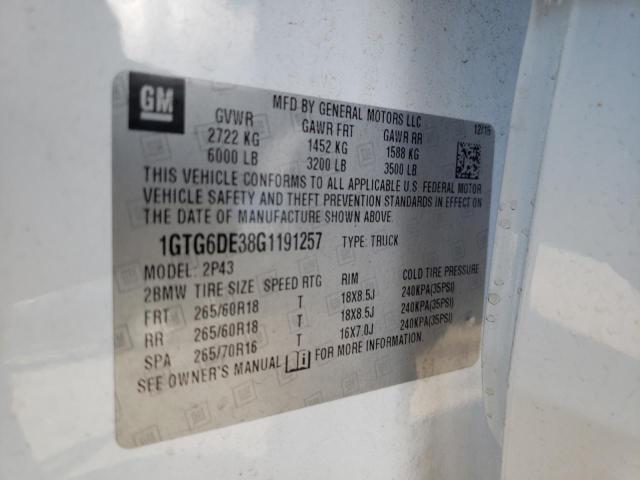 GM
MFD BY GENERAL MOTORS LLC
12/15
GVWR GAWR FRT GAWR RR
2722 KG 1452 KG 1588 KG
6000 LB 3200 LB 3500 LB
THIS VEHICLE CONFORMS TO ALL APPLICABLE U.S. FEDERAL MOTOR
VEHICLE SAFETY AND THEFT PREVENTION STANDARDS IN EFFECT ON
THE DATE OF MANUFACTURE SHOWN ABOVE.
1GTG6DE38G1191257 TYPE: TRUCK
MODEL: 2P43
2BMW TIRE SIZE SPEED RTG RIM COLD TIRE PRESSURE
FRT 265/60R18 T 18X8.5J 240KPA(35PSI)
RR 265/60R18 T 18X8.5J 240KPA(35PSI)
SPA 265/70R16 T 16X7.0J 240KPA(35PSI)
SEE OWNER'S MANUAL FOR MORE INFORMATION.